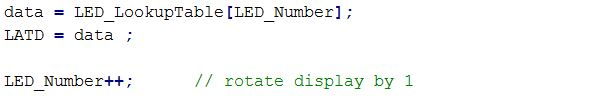 data = LED_LookupTable[LED_Number];
LATD = data ;
LED_Number++;      // rotate display by 1